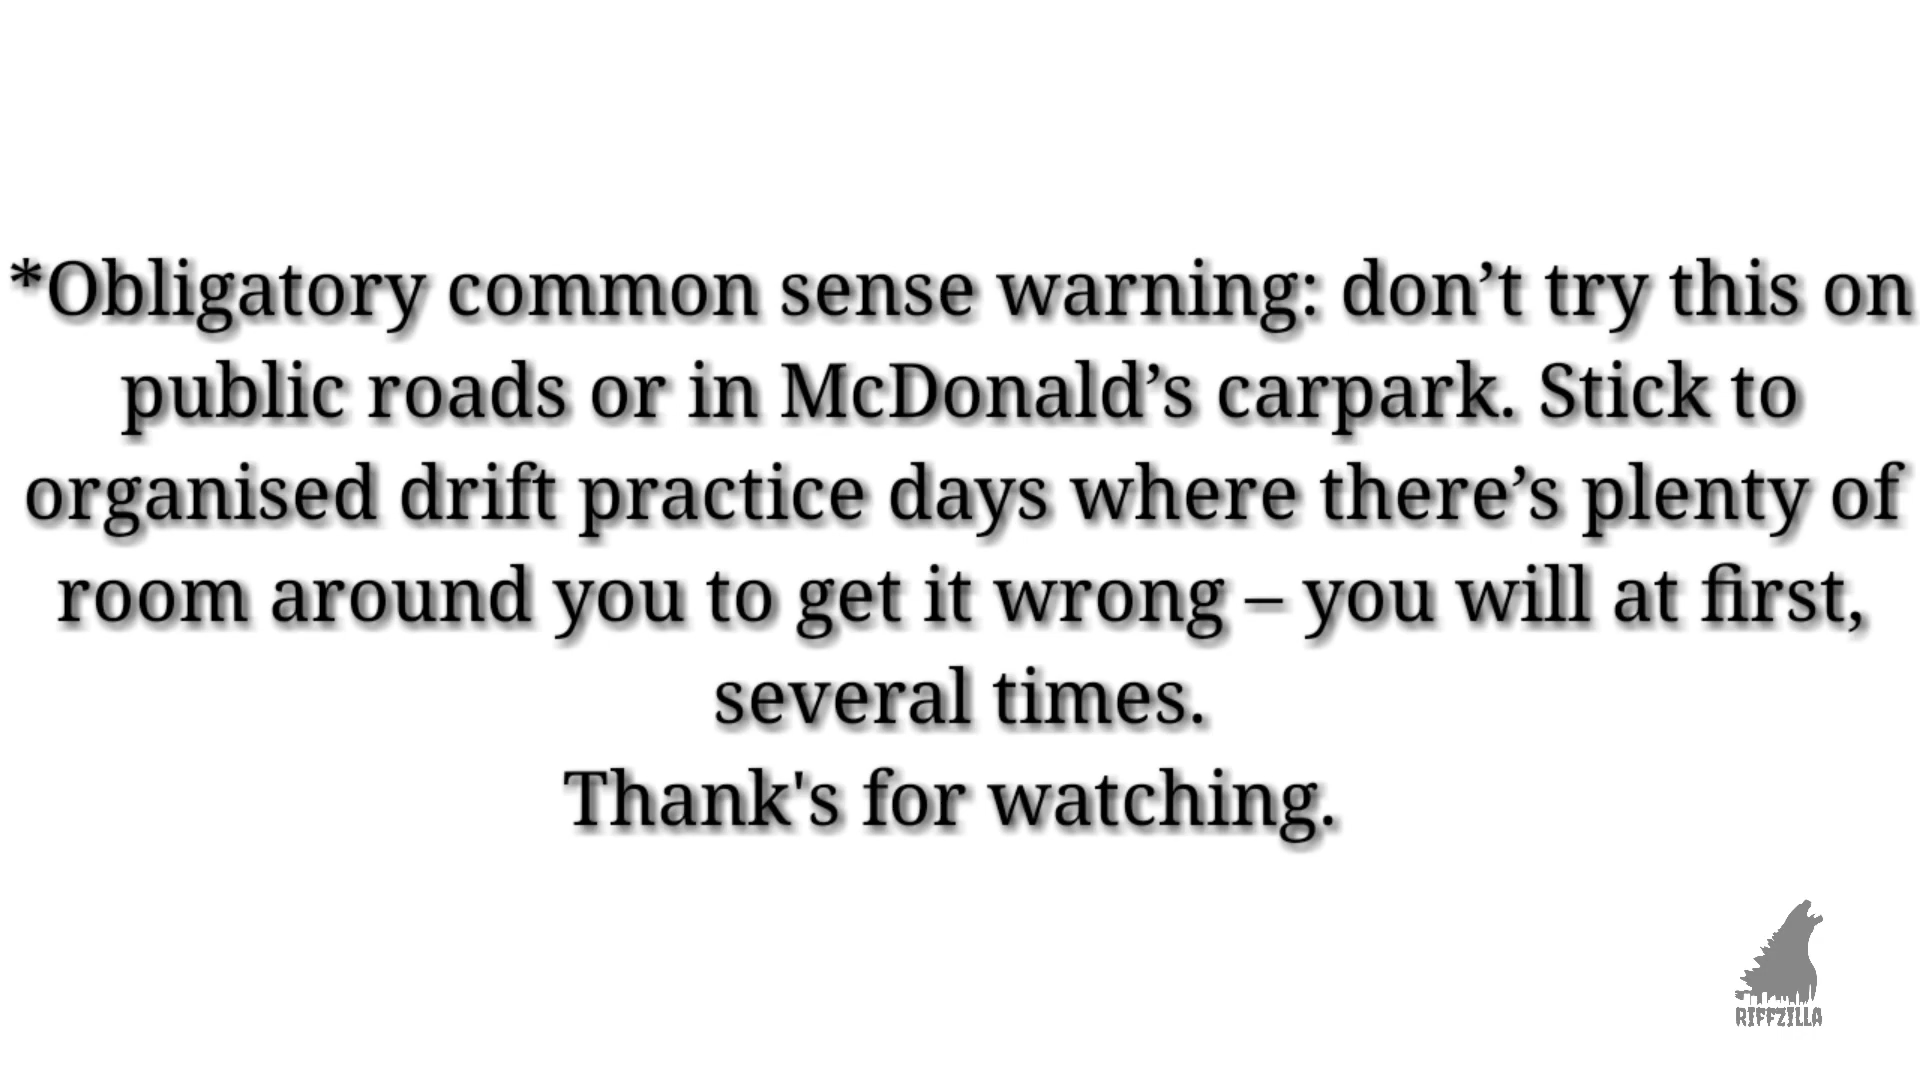 *Obligatory common sense warning: don’t try this on
public roads or in McDonald’s carpark. Stick to
organised drift practice days where there’s plenty of
room around you to get it wrong – you will at first,
several times.
Thank's for watching.
RIFFZILLA